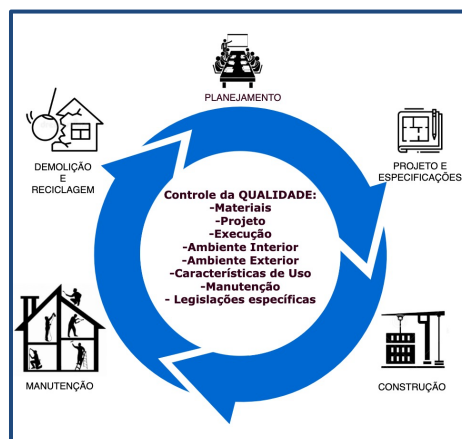 PLANEJAMENTO
DEMOLIÇÃO
E
RECICLAGEM
PROJETO E
ESPECIFICAÇÕES
Controle da QUALIDADE:
-Materiais
-Projeto
-Execução
-Ambiente Interior
-Ambiente Exterior
-Características de Uso
-Manutenção
- Legislações específicas
MANUTENÇÃO
CONSTRUÇÃO